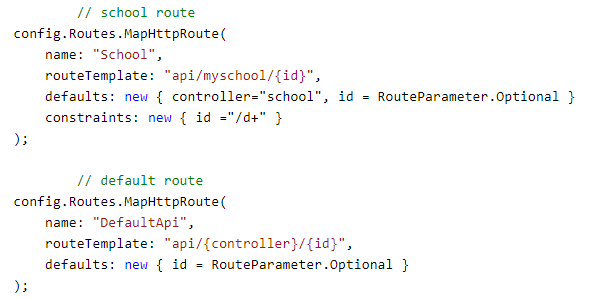 // school route
config.Routes.MapHttpRoute(
name: "School",
routeTemplate: "api/myschool/{id}",
defaults: new { controller="school", id = RouteParameter.Optional }
constraints: new { id ="/d+" }
);
// default route
config.Routes.MapHttpRoute(
name: "DefaultApi",
routeTemplate: "api/{controller}/{id}",
defaults: new { id = RouteParameter.Optional }
);